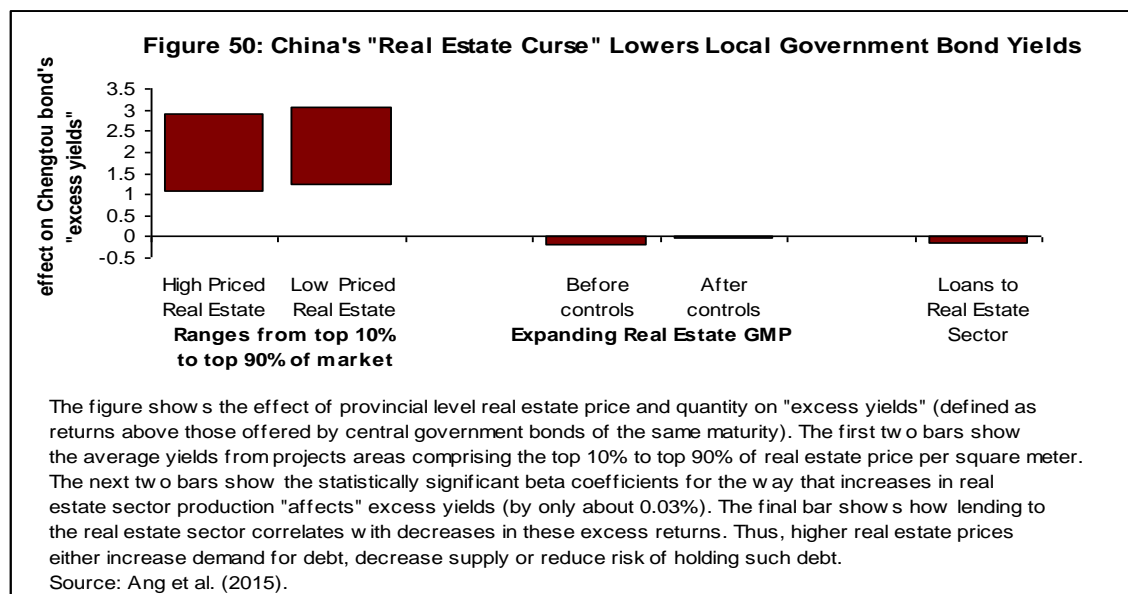 Figure 50: China's "Real Estate Curse" Lowers Local Government Bond Yields
effect on Chengtou bond's
"excess yields"
3.5
3
2.5
2
1.5
1
0.5
0
-0.5
High Priced
Real Estate
Low Priced
Real Estate
Before
controls
After
controls
Loans to
Real Estate
Sector
Ranges from top 10%
to top 90% of market
Expanding Real Estate GMP
The figure shows the effect of provincial level real estate price and quantity on "excess yields" (defined as
returns above those offered by central government bonds of the same maturity). The first two bars show
the average yields from projects areas comprising the top 10% to top 90% of real estate price per square meter.
The next two bars show the statistically significant beta coefficients for the way that increases in real
estate sector production "affects" excess yields (by only about 0.03%). The final bar shows how lending to
the real estate sector correlates with decreases in these excess returns. Thus, higher real estate prices
either increase demand for debt, decrease supply or reduce risk of holding such debt.
Source: Ang et al. (2015).